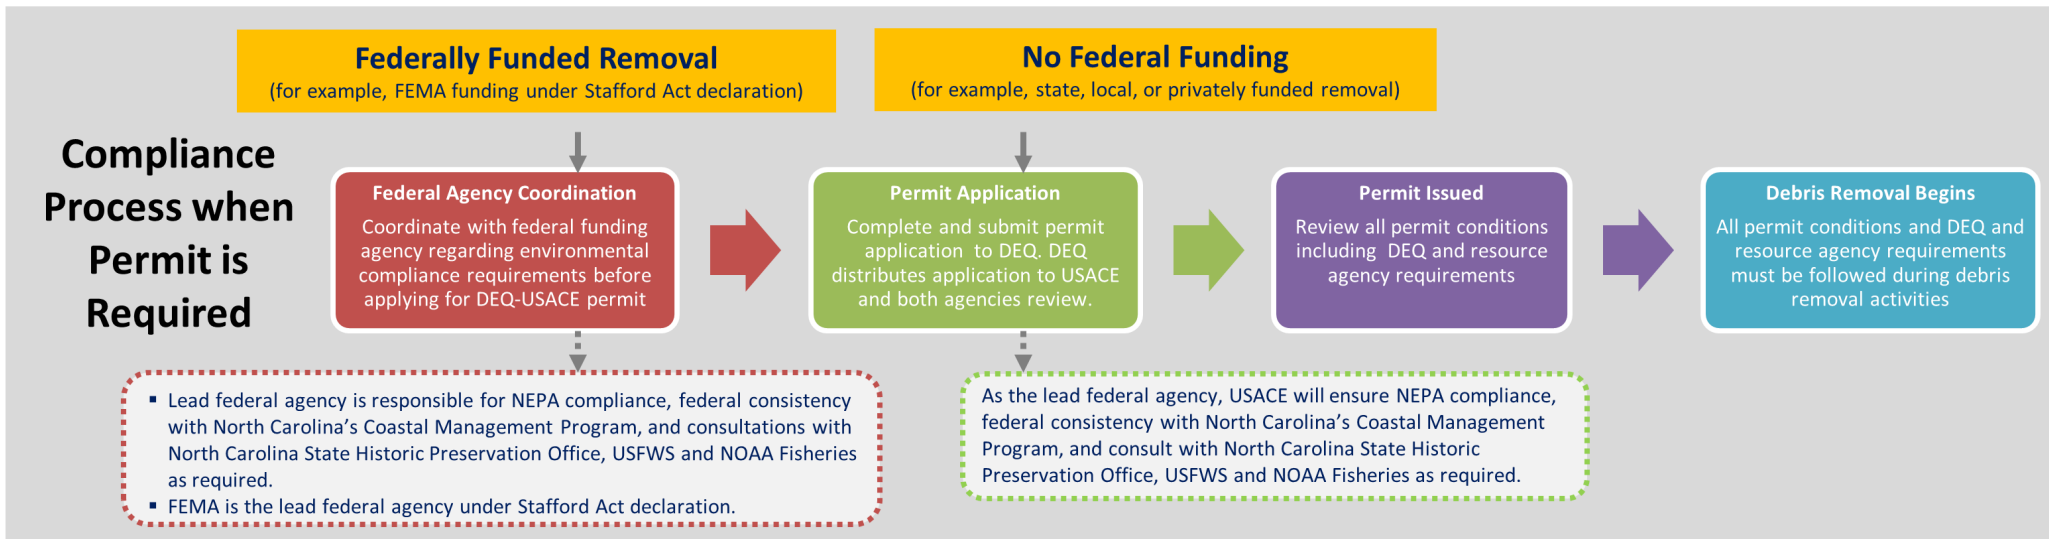 Compliance
Process when
Permit is
Required
Federally Funded Removal
(for example, FEMA funding under Stafford Act declaration)
No Federal Funding
(for example, state, local, or privately funded removal)
Federal Agency Coordination
Coordinate with federal funding
agency regarding environmental
compliance requirements before
applying for DEQ-USACE permit
Permit Application
Complete and submit permit
application to DEQ. DEQ
distributes application to USACE
and both agencies review.
Permit Issued
Review all permit conditions
including DEQ and resource
agency requirements
Debris Removal Begins
All permit conditions and DEQ and
resource agency requirements
must be followed during debris
removal activities
▪ Lead federal agency is responsible for NEPA compliance, federal consistency
with North Carolina’s Coastal Management Program, and consultations with
North Carolina State Historic Preservation Office, USFWS and NOAA Fisheries
as required.
▪ FEMA is the lead federal agency under Stafford Act declaration.
As the lead federal agency, USACE will ensure NEPA compliance,
federal consistency with North Carolina’s Coastal Management
Program, and consult with North Carolina State Historic
Preservation Office, USFWS and NOAA Fisheries as required.